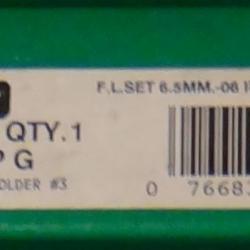 F.L.SET 6.5MM.-06
QTY.1
P G
OLDER #3
0 7668